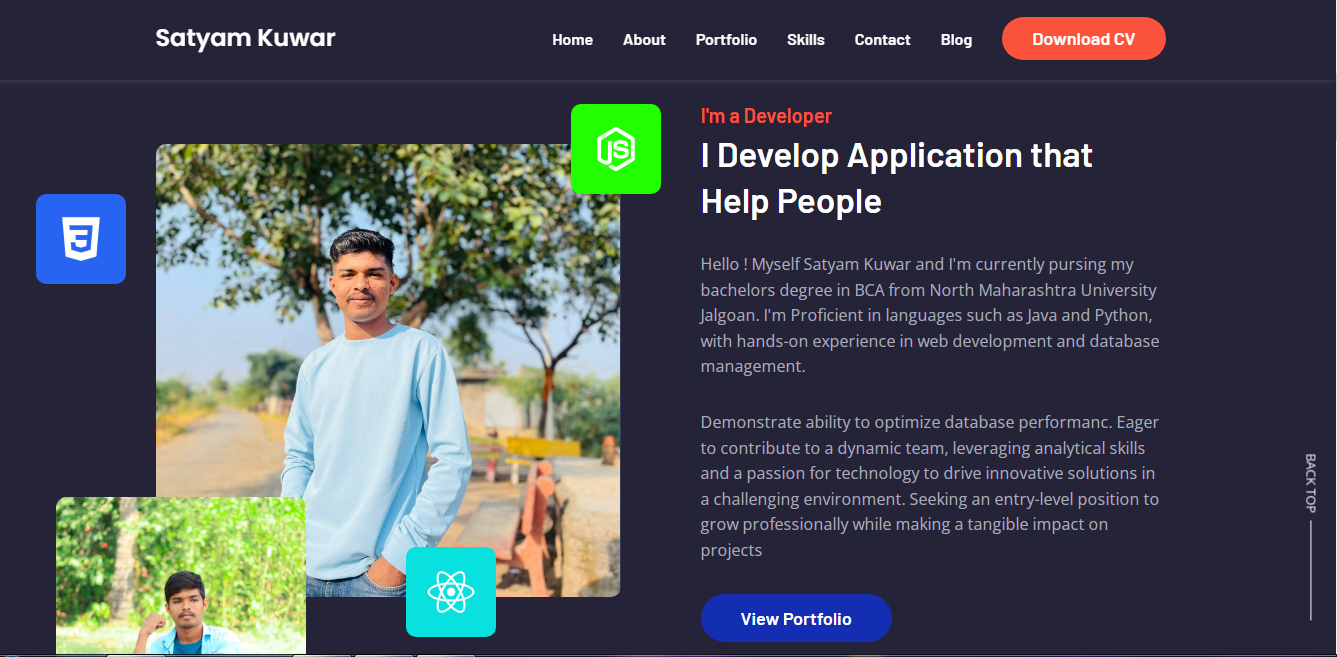 Satyam Kuwar
Home About Portfolio Skills Contact Blog Download CV
I'm a Developer
I Develop Application that
Help People
Hello ! Myself Satyam Kuwar and I'm currently pursing my
bachelors degree in BCA from North Maharashtra University
Jalgoan. I'm Proficient in languages such as Java and Python,
with hands-on experience in web development and database
management.
Demonstrate ability to optimize database performanc. Eager
to contribute to a dynamic team, leveraging analytical skills
and a passion for technology to drive innovative solutions in
a challenging environment. Seeking an entry-level position to
grow professionally while making a tangible impact on
projects
View Portfolio
BACK TOP
JS
3